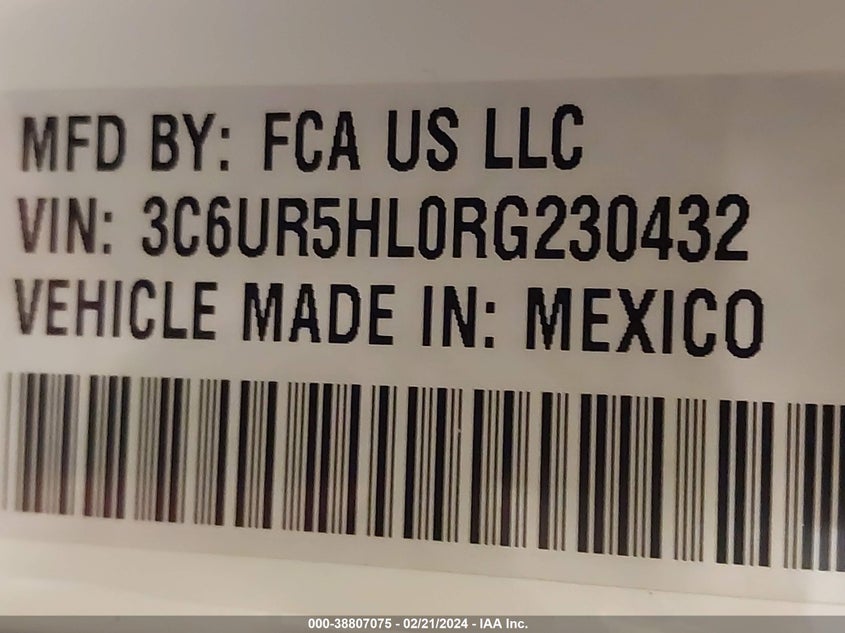 MFD BY: FCA US LLC
VIN: 3C6UR5HL0RG230432
VEHICLE MADE IN: MEXICO
000-38807075 - 02/21/2024 - IAA Inc.